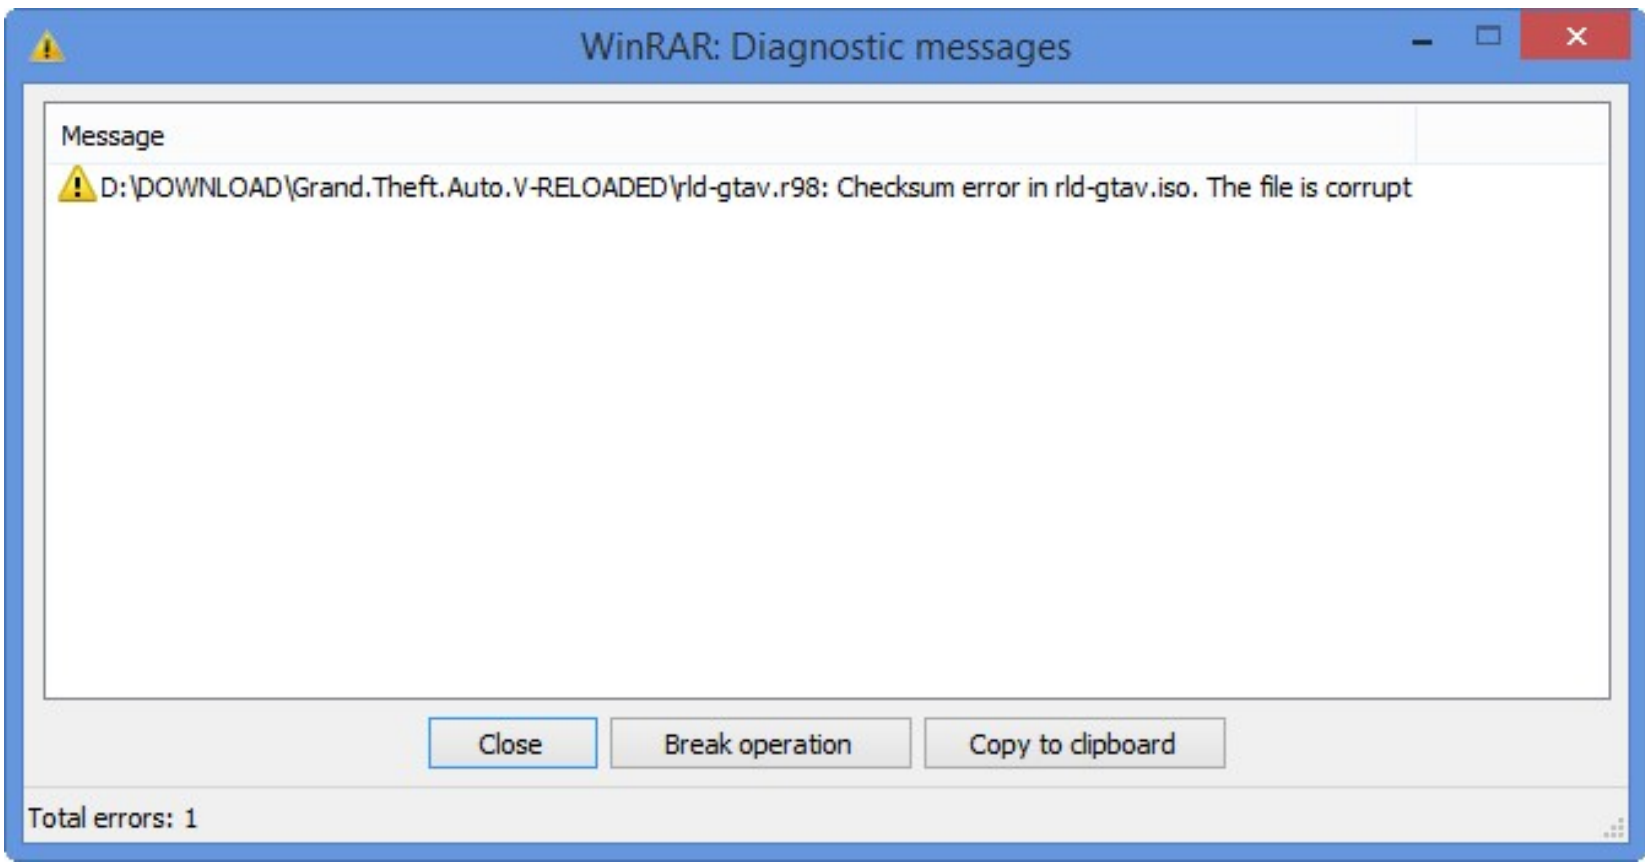 WinRAR: Diagnostic messages
Message
D:\DOWNLOAD\Grand.Theft.Auto.V-RELOADED\rld-gtav.r98: Checksum error in rld-gtav.iso. The file is corrupt
Close Break operation Copy to clipboard
Total errors: 1